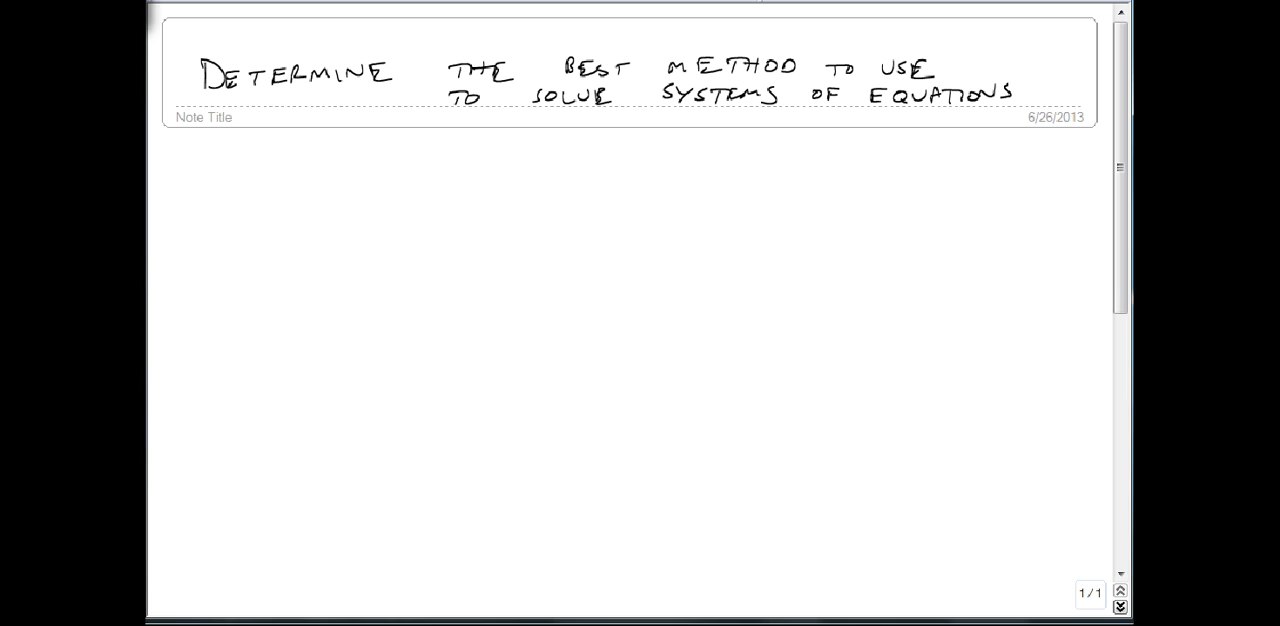 DETERMINE THE BEST METHOD TO USE
TO SOLVE SYSTEMS OF EQUATIONS
Note Title
6/26/2013
1/1